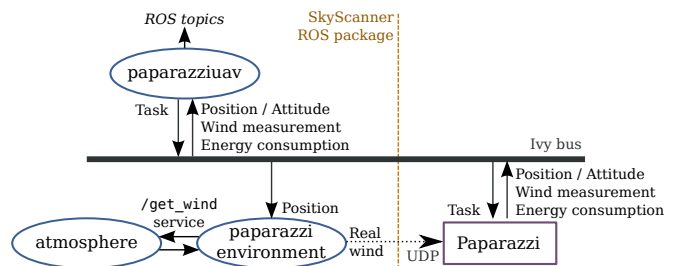 ROS topics
SkyScanner
ROS package
paparazziuav
Task
Position / Attitude
Wind measurement
Energy consumption
Ivy bus
Position / Attitude
Wind measurement
Energy consumption
Task
/get_wind
service
Position
atmosphere
paparazzi
environment
Real
wind
UDP
Paparazzi